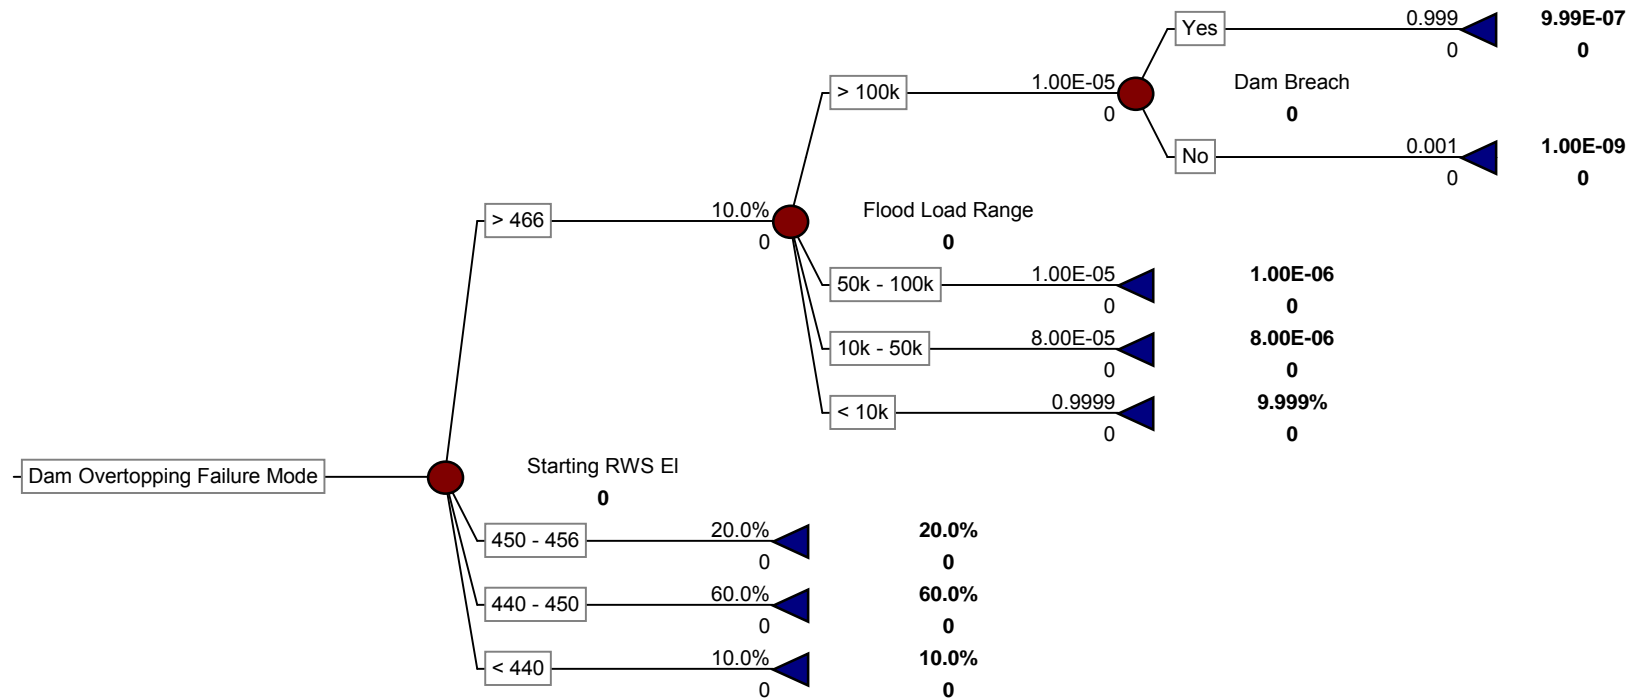 Yes
0.999
9.99E-07
0
0
> 100k
1.00E-05
0
Dam Breach
0
No
0.001
1.00E-09
0
0
> 466
10.0%
0
Flood Load Range
0
50k - 100k
1.00E-05
1.00E-06
0
0
10k - 50k
8.00E-05
8.00E-06
0
0
< 10k
0.9999
9.999%
0
0
Dam Overtopping Failure Mode
Starting RWS El
0
450 - 456
20.0%
20.0%
0
0
440 - 450
60.0%
60.0%
0
0
< 440
10.0%
10.0%
0
0